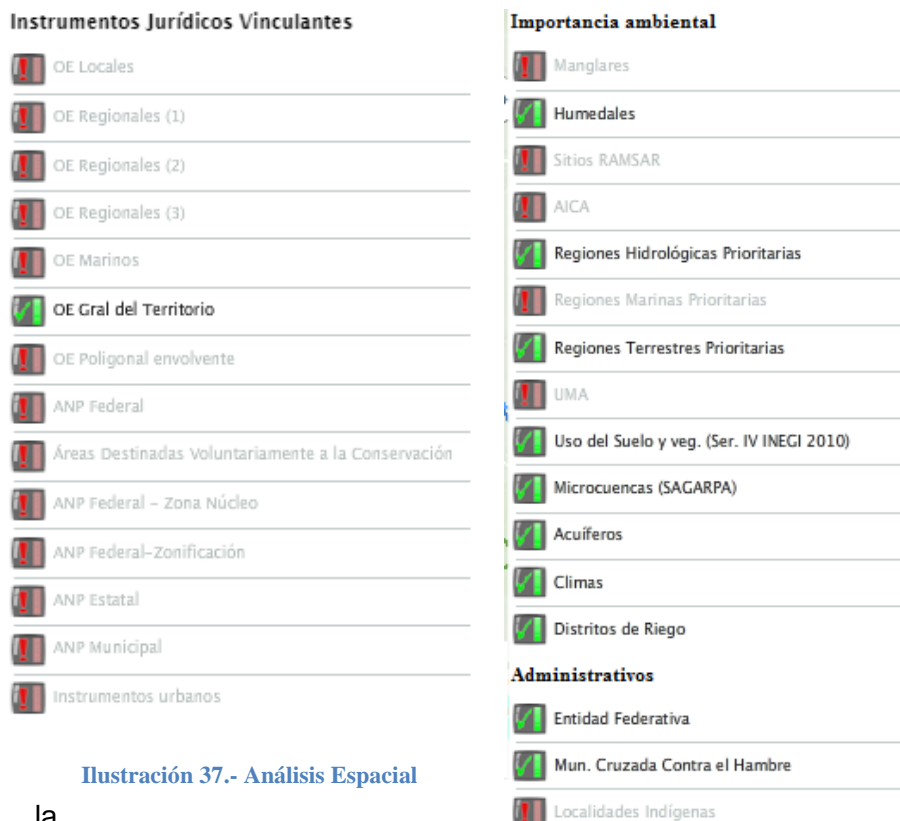 Instrumentos Jurídicos Vinculantes
OE Locales
OE Regionales (1)
OE Regionales (2)
OE Regionales (3)
OE Marinos
OE Gral del Territorio
OE Poligonal envolvente
ANP Federal
Áreas Destinadas Voluntariamente a la Conservación
ANP Federal – Zona Núcleo
ANP Federal–Zonificación
ANP Estatal
ANP Municipal
Instrumentos urbanos
Ilustración 37.- Análisis Espacial
la
Importancia ambiental
Manglares
Humedales
Sitios RAMSAR
AICA
Regiones Hidrológicas Prioritarias
Regiones Marinas Prioritarias
Regiones Terrestres Prioritarias
UMA
Uso del Suelo y veg. (Ser. IV INEGI 2010)
Microcuencas (SAGARPA)
Acuíferos
Climas
Distritos de Riego
Administrativos
Entidad Federativa
Mun. Cruzada Contra el Hambre
Localidades Indígenas